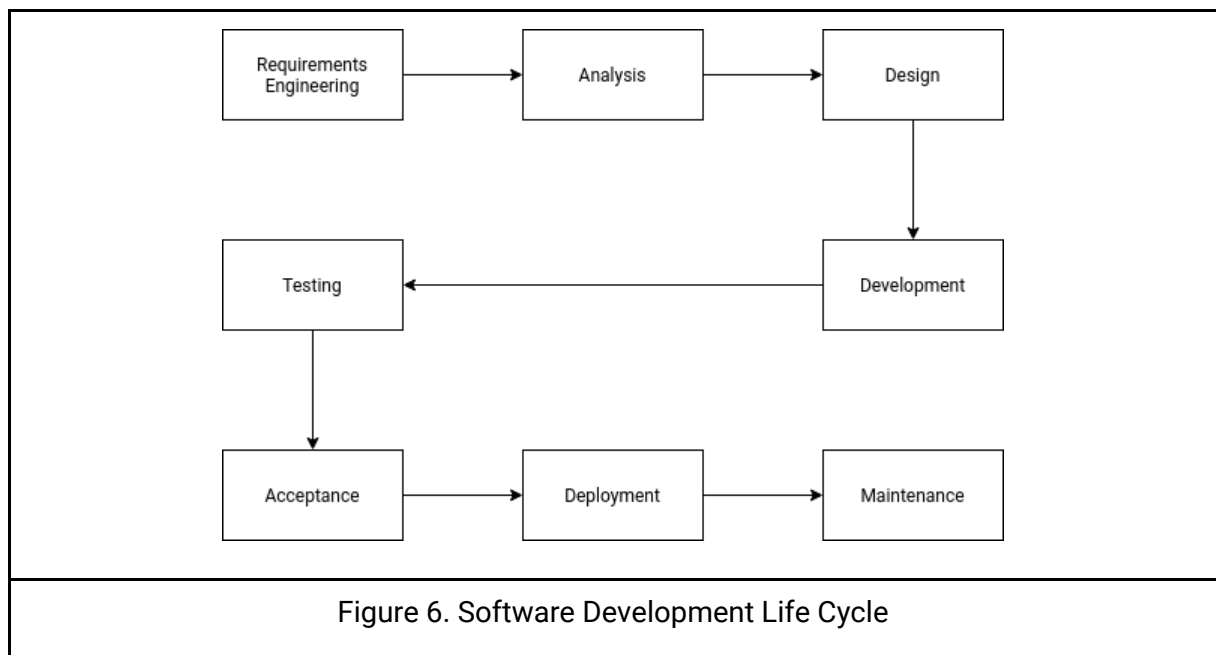 Requirements
Engineering
Analysis
Design
Development
Testing
Acceptance
Deployment
Maintenance
Figure 6. Software Development Life Cycle